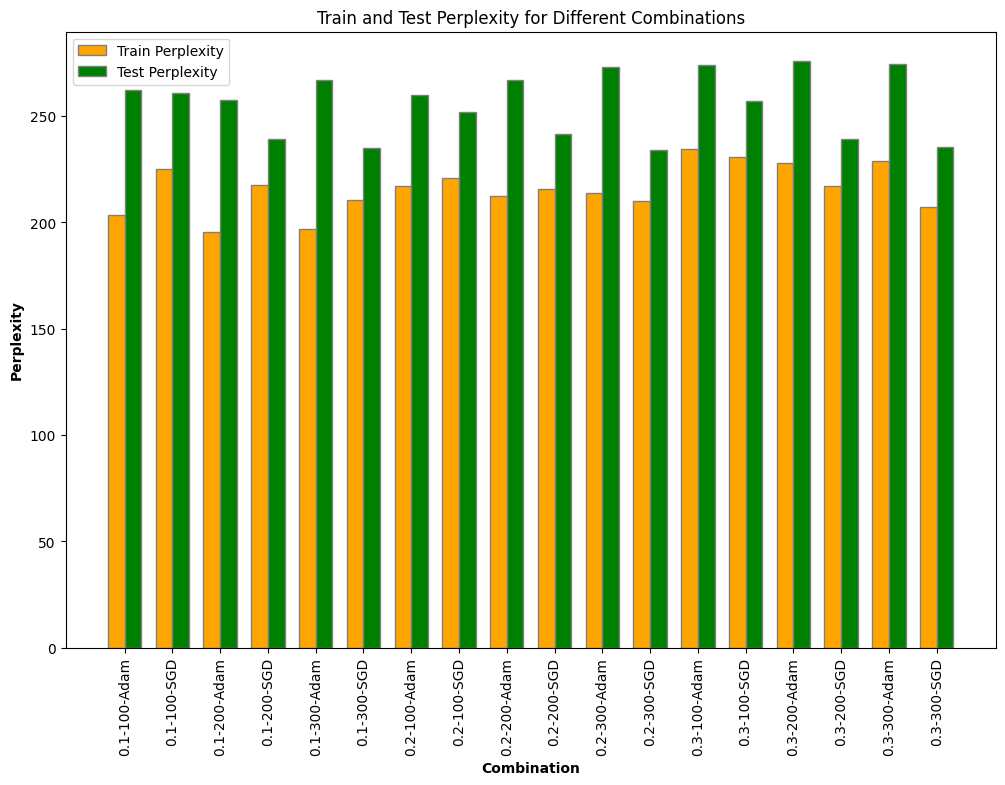 Train and Test Perplexity for Different Combinations
Train Perplexity
Test Perplexity
Perplexity
250
200
150
100
50
0
0.1-100-Adam
0.1-100-SGD
0.1-200-Adam
0.1-200-SGD
0.1-300-Adam
0.1-300-SGD
0.2-100-Adam
0.2-100-SGD
0.2-200-Adam
0.2-200-SGD
0.2-300-Adam
0.2-300-SGD
0.3-100-Adam
0.3-100-SGD
0.3-200-Adam
0.3-200-SGD
0.3-300-Adam
0.3-300-SGD
Combination